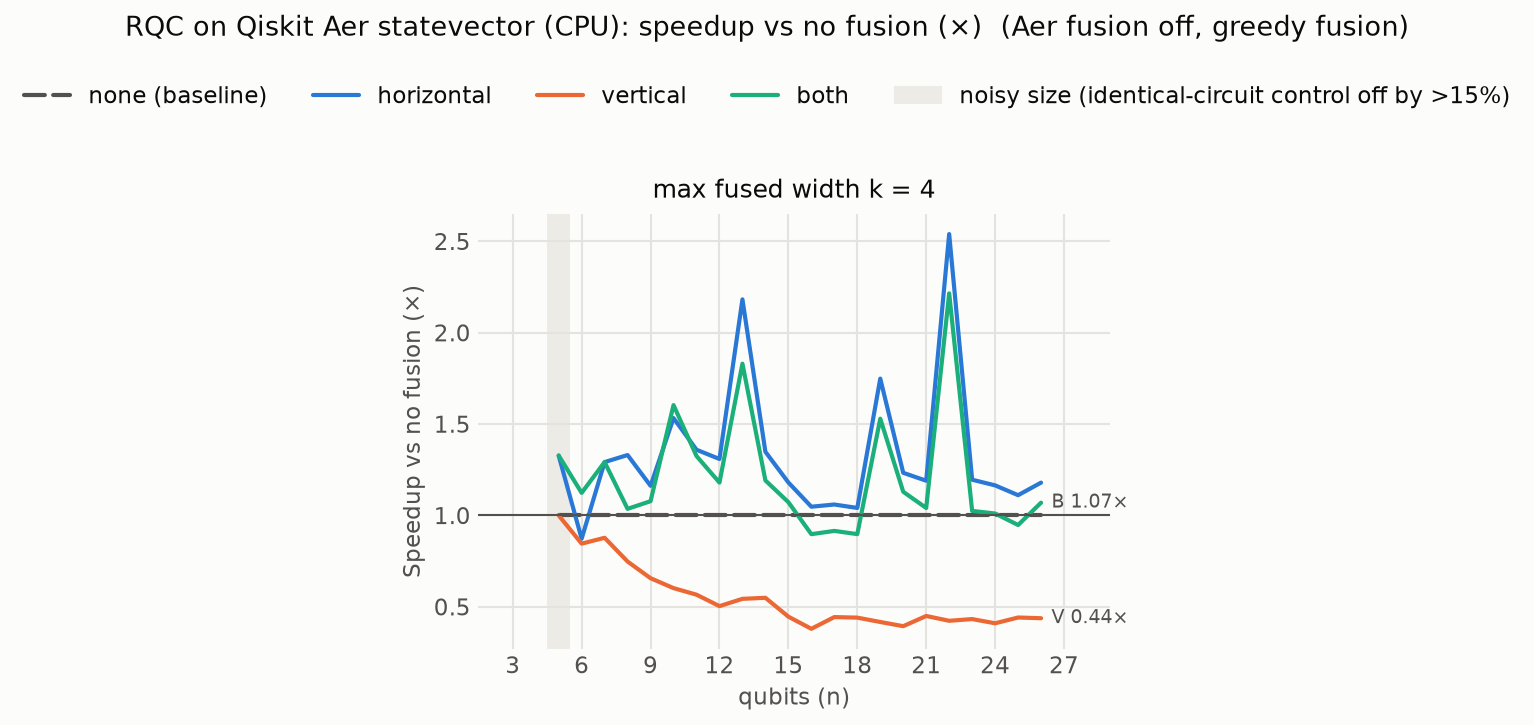 RQC on Qiskit Aer statevector (CPU): speedup vs no fusion (×)  (Aer fusion off, greedy fusion)
none (baseline) horizontal vertical both noisy size (identical-circuit control off by >15%)
max fused width k = 4
Speedup vs no fusion (×)
2.5
2.0
1.5
1.0
0.5
B 1.07×
V 0.44×
3 6 9 12 15 18 21 24 27
qubits (n)